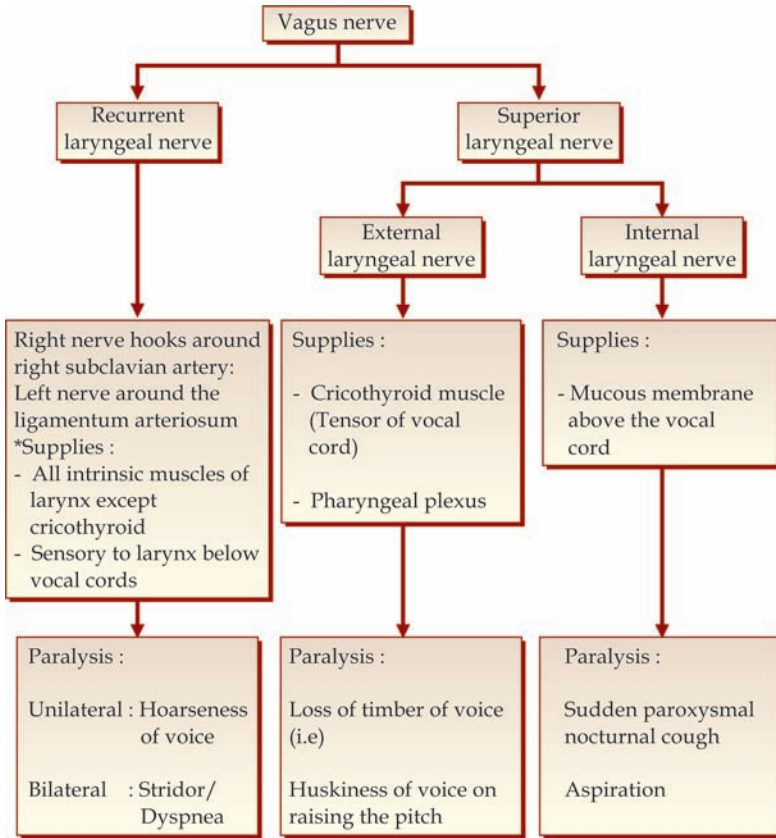 Vagus nerve
Recurrent
laryngeal nerve
Superior
laryngeal nerve
External
laryngeal nerve
Internal
laryngeal nerve
Right nerve hooks around
right subclavian artery:
Left nerve around the
ligamentum arteriosum
*Supplies :
- All intrinsic muscles of
larynx except
cricothyroid
- Sensory to larynx below
vocal cords
Supplies :
- Cricothyroid muscle
(Tensor of vocal
cord)
- Pharyngeal plexus
Supplies :
- Mucous membrane
above the vocal
cord
Paralysis :
Unilateral : Hoarseness
of voice
Bilateral : Stridor/
Dyspnea
Paralysis :
Loss of timber of voice
(i.e)
Huskiness of voice on
raising the pitch
Paralysis :
Sudden paroxysmal
nocturnal cough
Aspiration